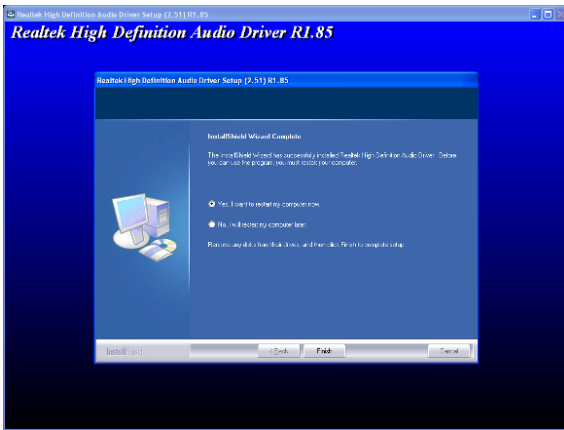 Realtek High Definition Audio Driver Setup (2.51) R1.85
Realtek High Definition Audio Driver R1.85
Realtek High Definition Audio Driver Setup (2.51) R1.85
InstallShield Wizard Complete
The InstallShield Wizard has successfully installed Realtek High Definition Audio Driver. Before
you can use the program, you must restart your computer.
Yes, I want to restart my computer now.
No, I will restart my computer later.
Remove any disks from their drives, and then click Finish to complete setup.
InstallShield
< Back
Finish
Cancel